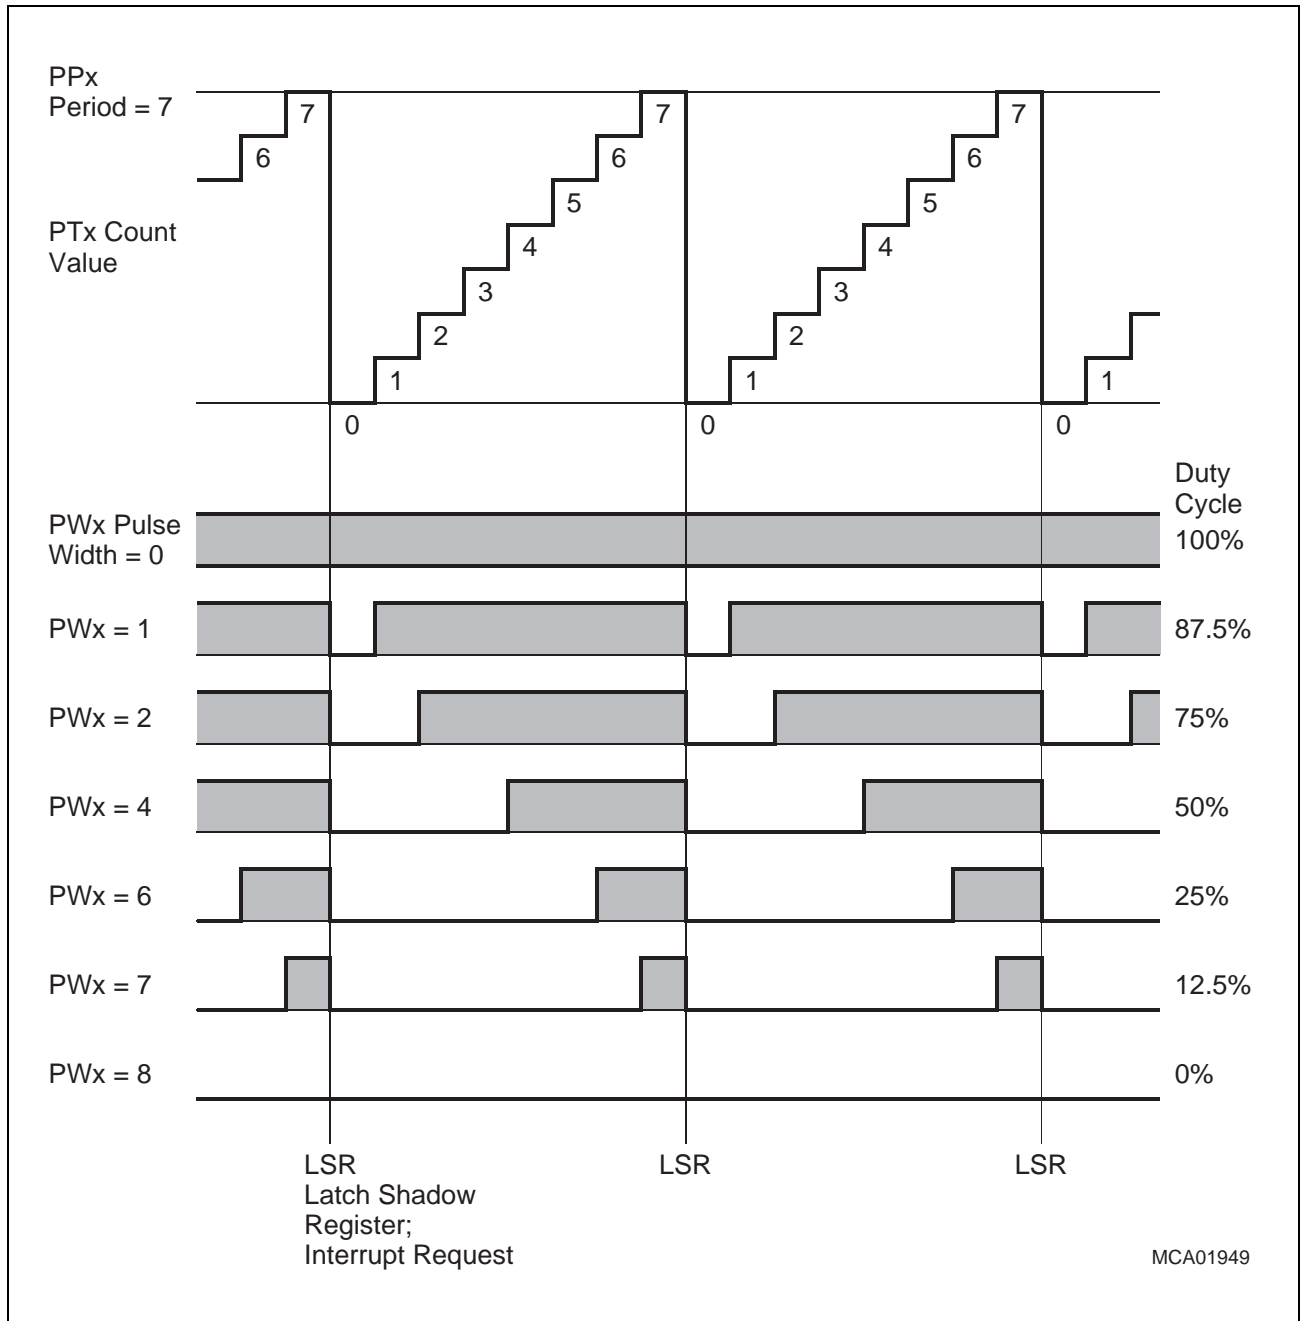 PPx
Period = 7
7
7
7
6
6
6
5
5
PTx Count
Value
4
4
3
3
2
2
1
1
1
0
0
0
Duty
Cycle
PWx Pulse
Width = 0
100%
PWx = 1
87.5%
PWx = 2
75%
PWx = 4
50%
PWx = 6
25%
PWx = 7
12.5%
PWx = 8
0%
LSR
Latch Shadow
Register;
Interrupt Request
LSR
LSR
MCA01949